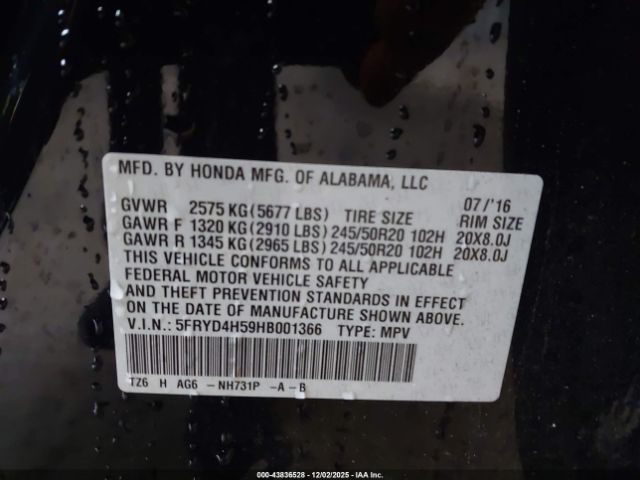 MFD. BY HONDA MFG. OF ALABAMA, LLC 07/'16
GVWR 2575 KG (5677 LBS) TIRE SIZE RIM SIZE
GAWR F 1320 KG (2910 LBS) 245/50R20 102H 20X8.0J
GAWR R 1345 KG (2965 LBS) 245/50R20 102H 20X8.0J
THIS VEHICLE CONFORMS TO ALL APPLICABLE
FEDERAL MOTOR VEHICLE SAFETY
AND THEFT PREVENTION STANDARDS IN EFFECT
ON THE DATE OF MANUFACTURE SHOWN ABOVE.
V.I.N.: 5FRYD4H59HB001366 TYPE: MPV
TZ6 H AG6 - NH731P - A - B
000-43836528 - 12/02/2025 - IAA Inc.